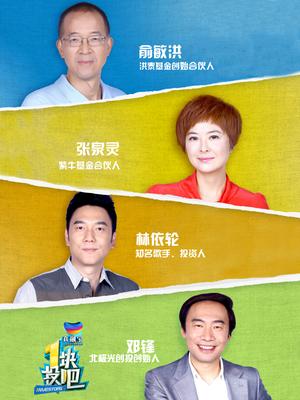 俞敏洪
洪泰基金创始合伙人
张泉灵
紫牛基金合伙人
林依轮
知名歌手、投资人
一块投吧
INVESTORS
邓锋
北极光创投创始人